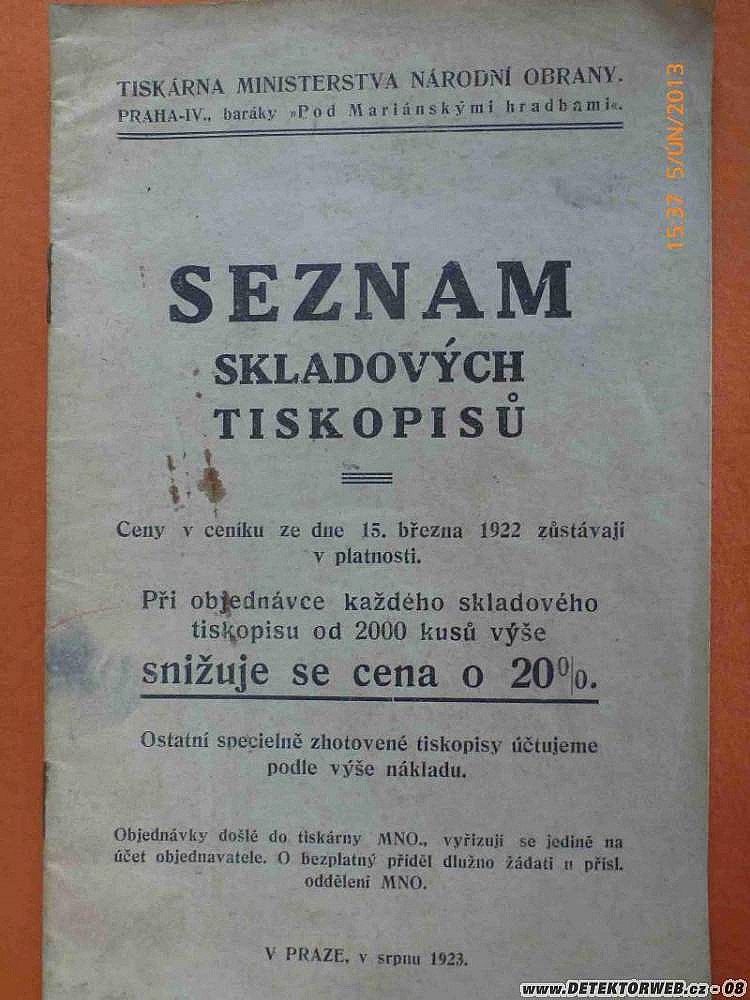 TISKÁRNA MINISTERSTVA NÁRODNÍ OBRANY.
PRAHA-IV., baráky »Pod Mariánskými hradbami«.
SEZNAM
SKLADOVÝCH
TISKOPISŮ
Ceny v ceníku ze dne 15. března 1922 zůstávají
v platnosti.
Při objednávce každého skladového
tiskopisu od 2000 kusů výše
snižuje se cena o 20%.
Ostatní specielně zhotovené tiskopisy účtujeme
podle výše nákladu.
Objednávky došlé do tiskárny MNO., vyřizují se jedině na
účet objednavatele. O bezplatný příděl dlužno žádati u přísl.
oddělení MNO.
V PRAZE, v srpnu 1923.
15:37 5/ÚN/2013
www.DETEKTORWEB.cz - 08